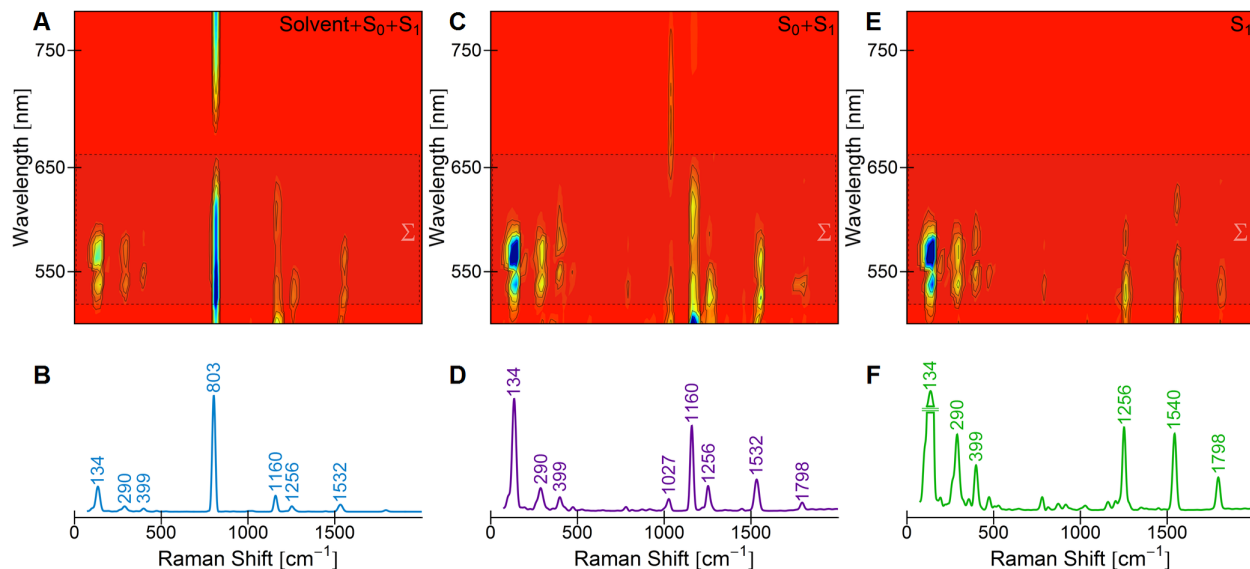 A
Solvent+S₀+S₁
Wavelength [nm]
750
650
550
Σ
C
S₀+S₁
Wavelength [nm]
750
650
550
Σ
E
S₁
Wavelength [nm]
750
650
550
Σ
B
134
290
399
803
1160
1256
1532
0
500
1000
1500
Raman Shift [cm⁻¹]
D
134
290
399
1027
1160
1256
1532
1798
0
500
1000
1500
Raman Shift [cm⁻¹]
F
134
290
399
1256
1540
1798
0
500
1000
1500
Raman Shift [cm⁻¹]